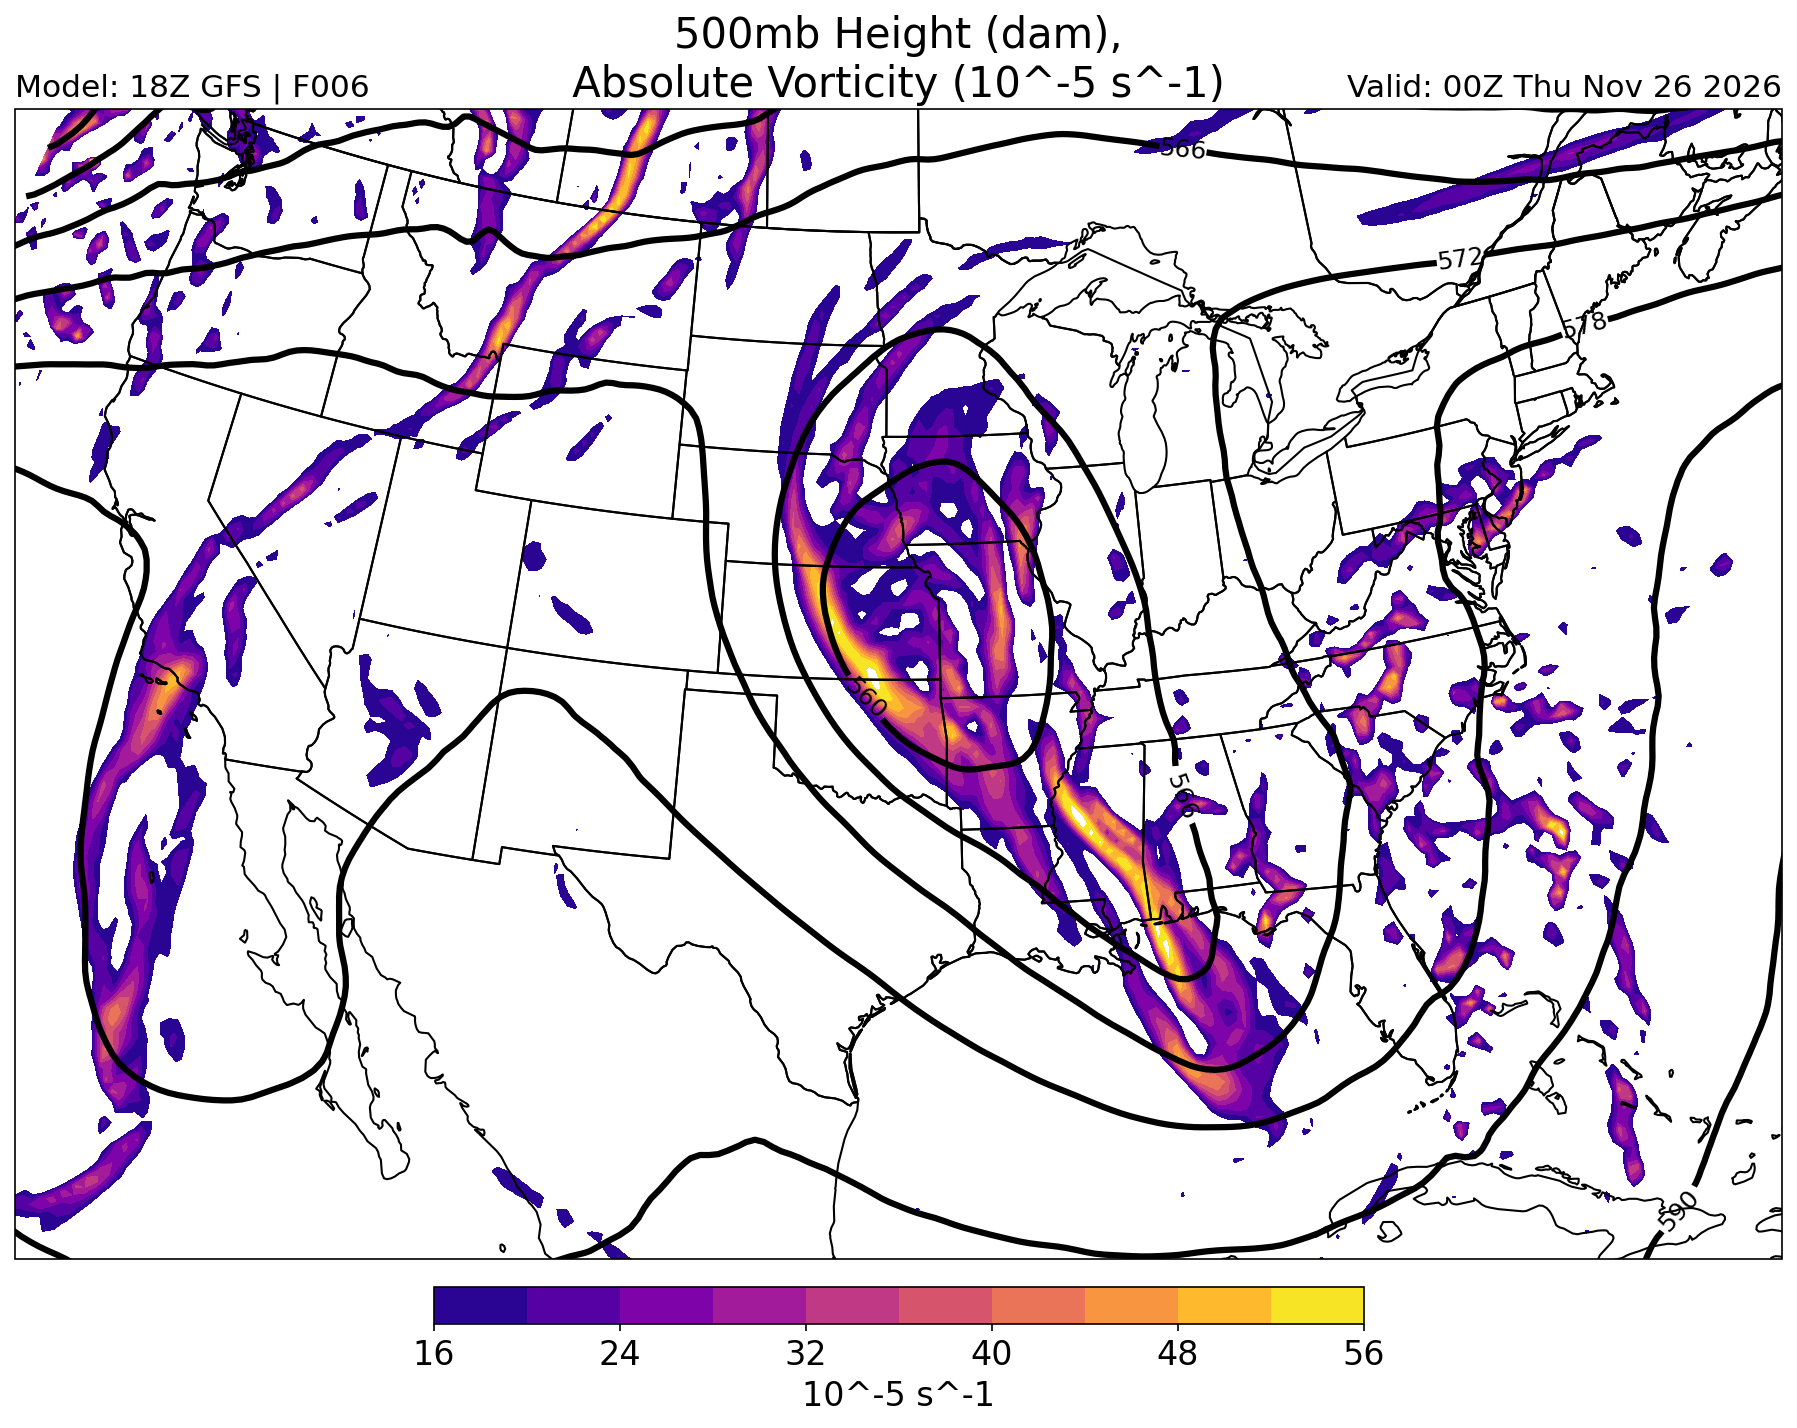 500mb Height (dam),
Model: 18Z GFS | F006
Absolute Vorticity (10^-5 s^-1)
Valid: 00Z Thu Nov 26 2026
566
572
578
560
566
590
16
24
32
40
48
56
10^-5 s^-1